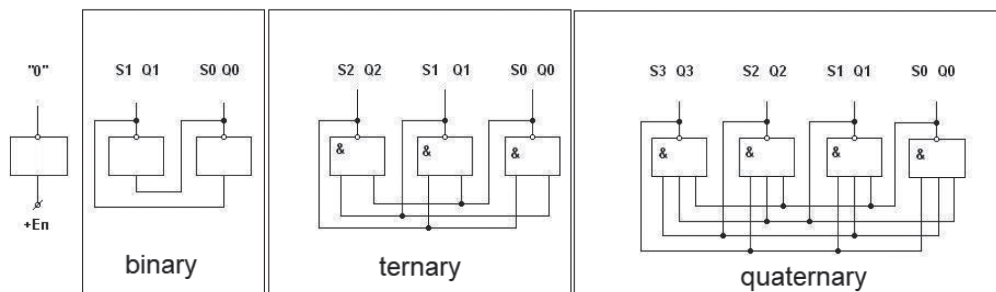 "0"
+Eп
S1 Q1 S0 Q0
binary
S2 Q2 S1 Q1 S0 Q0
& & &
ternary
S3 Q3 S2 Q2 S1 Q1 S0 Q0
& & & &
quaternary